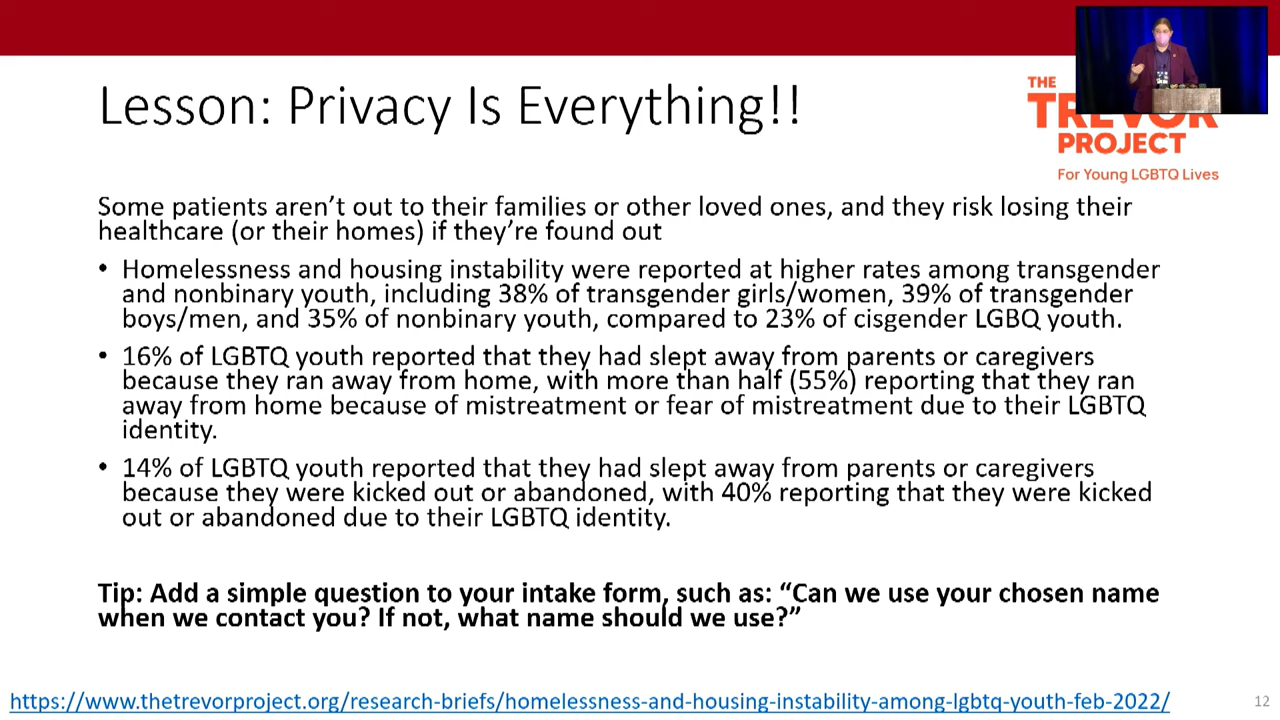 Lesson: Privacy Is Everything!!
THE
TREVOR
PROJECT
For Young LGBTQ Lives
Some patients aren’t out to their families or other loved ones, and they risk losing their
healthcare (or their homes) if they’re found out
• Homelessness and housing instability were reported at higher rates among transgender
and nonbinary youth, including 38% of transgender girls/women, 39% of transgender
boys/men, and 35% of nonbinary youth, compared to 23% of cisgender LGBQ youth.
• 16% of LGBTQ youth reported that they had slept away from parents or caregivers
because they ran away from home, with more than half (55%) reporting that they ran
away from home because of mistreatment or fear of mistreatment due to their LGBTQ
identity.
• 14% of LGBTQ youth reported that they had slept away from parents or caregivers
because they were kicked out or abandoned, with 40% reporting that they were kicked
out or abandoned due to their LGBTQ identity.
Tip: Add a simple question to your intake form, such as: “Can we use your chosen name
when we contact you? If not, what name should we use?”
https://www.thetrevorproject.org/research-briefs/homelessness-and-housing-instability-among-lgbtq-youth-feb-2022/
12